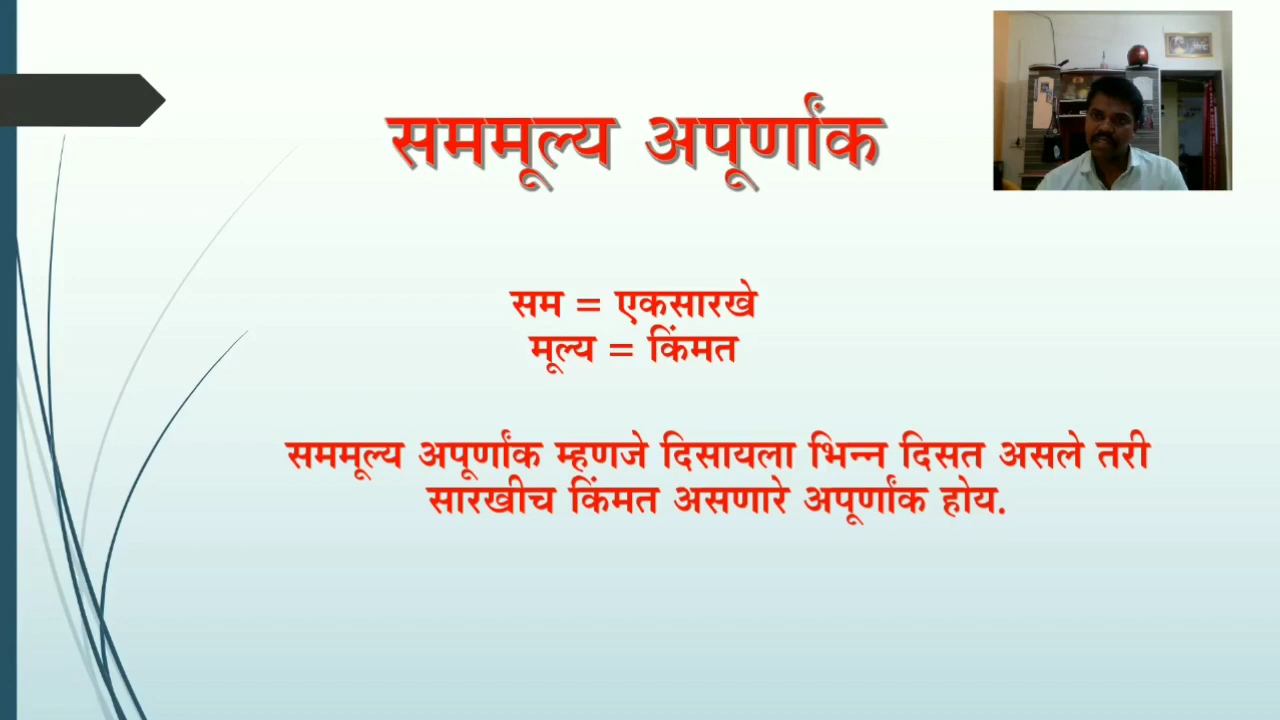 सममूल्य अपूर्णांक
सम = एकसारखे
मूल्य = किंमत
सममूल्य अपूर्णांक म्हणजे दिसायला भिन्न दिसत असले तरी
सारखीच किंमत असणारे अपूर्णांक होय.